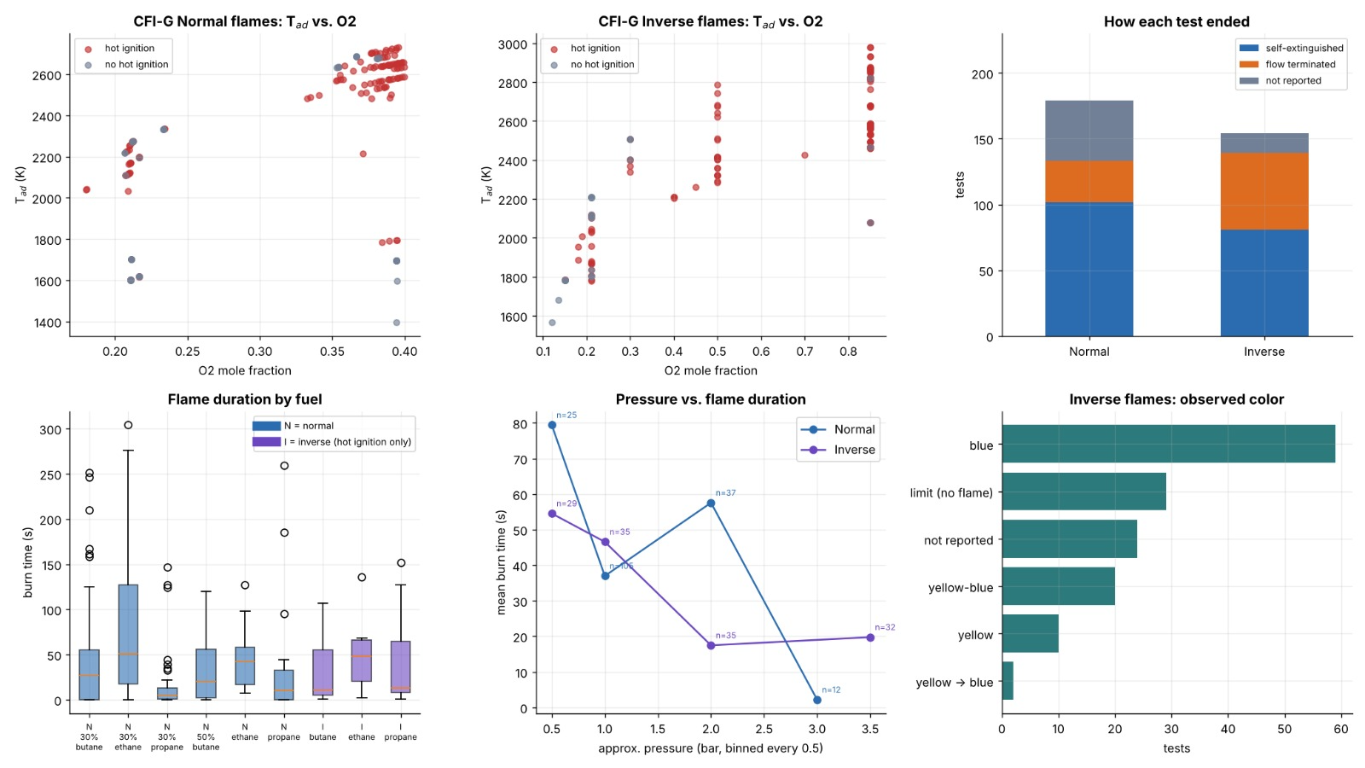 CFI-G Normal flames: Tad vs. O2
hot ignition
no hot ignition
Tad (K)
2600
2400
2200
2000
1800
1600
1400
0.20 0.25 0.30 0.35 0.40
O2 mole fraction
CFI-G Inverse flames: Tad vs. O2
hot ignition
no hot ignition
Tad (K)
3000
2800
2600
2400
2200
2000
1800
1600
0.1 0.2 0.3 0.4 0.5 0.6 0.7 0.8
O2 mole fraction
How each test ended
self-extinguished
flow terminated
not reported
tests
200
150
100
50
0
Normal Inverse
Flame duration by fuel
N = normal
I = inverse (hot ignition only)
burn time (s)
300
250
200
150
100
50
0
N N N N N N I I I
30% 30% 30% 50% ethane propane butane ethane propane
butane ethane propane butane
Pressure vs. flame duration
Normal
Inverse
mean burn time (s)
80
70
60
50
40
30
20
10
0
n=25
n=37
n=12
n=29
n=35
n=35
n=32
0.5 1.0 1.5 2.0 2.5 3.0 3.5
approx. pressure (bar, binned every 0.5)
Inverse flames: observed color
blue
limit (no flame)
not reported
yellow-blue
yellow
yellow → blue
0 10 20 30 40 50 60
tests